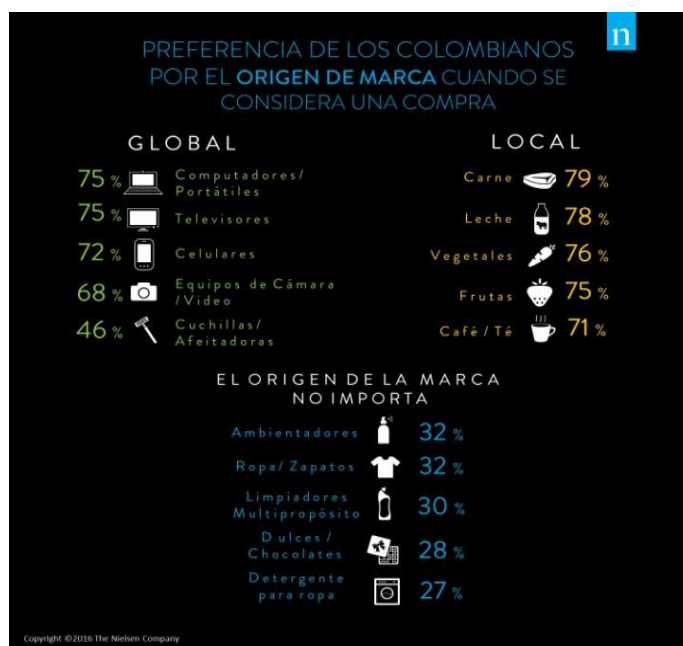 n
PREFERENCIA DE LOS COLOMBIANOS
POR EL ORIGEN DE MARCA CUANDO SE
CONSIDERA UNA COMPRA
GLOBAL
75 % Computadores/
Portátiles
75 % Televisores
72 % Celulares
68 % Equipos de Cámara
/Video
46 % Cuchillas/
Afeitadoras
LOCAL
Carne 79 %
Leche 78 %
Vegetales 76 %
Frutas 75 %
Café / Té 71 %
EL ORIGEN DE LA MARCA
NO IMPORTA
Ambientadores 32 %
Ropa/ Zapatos 32 %
Limpiadores
Multipropósito 30 %
Dulces /
Chocolates 28 %
Detergente
para ropa 27 %
Copyright ©2016 The Nielsen Company